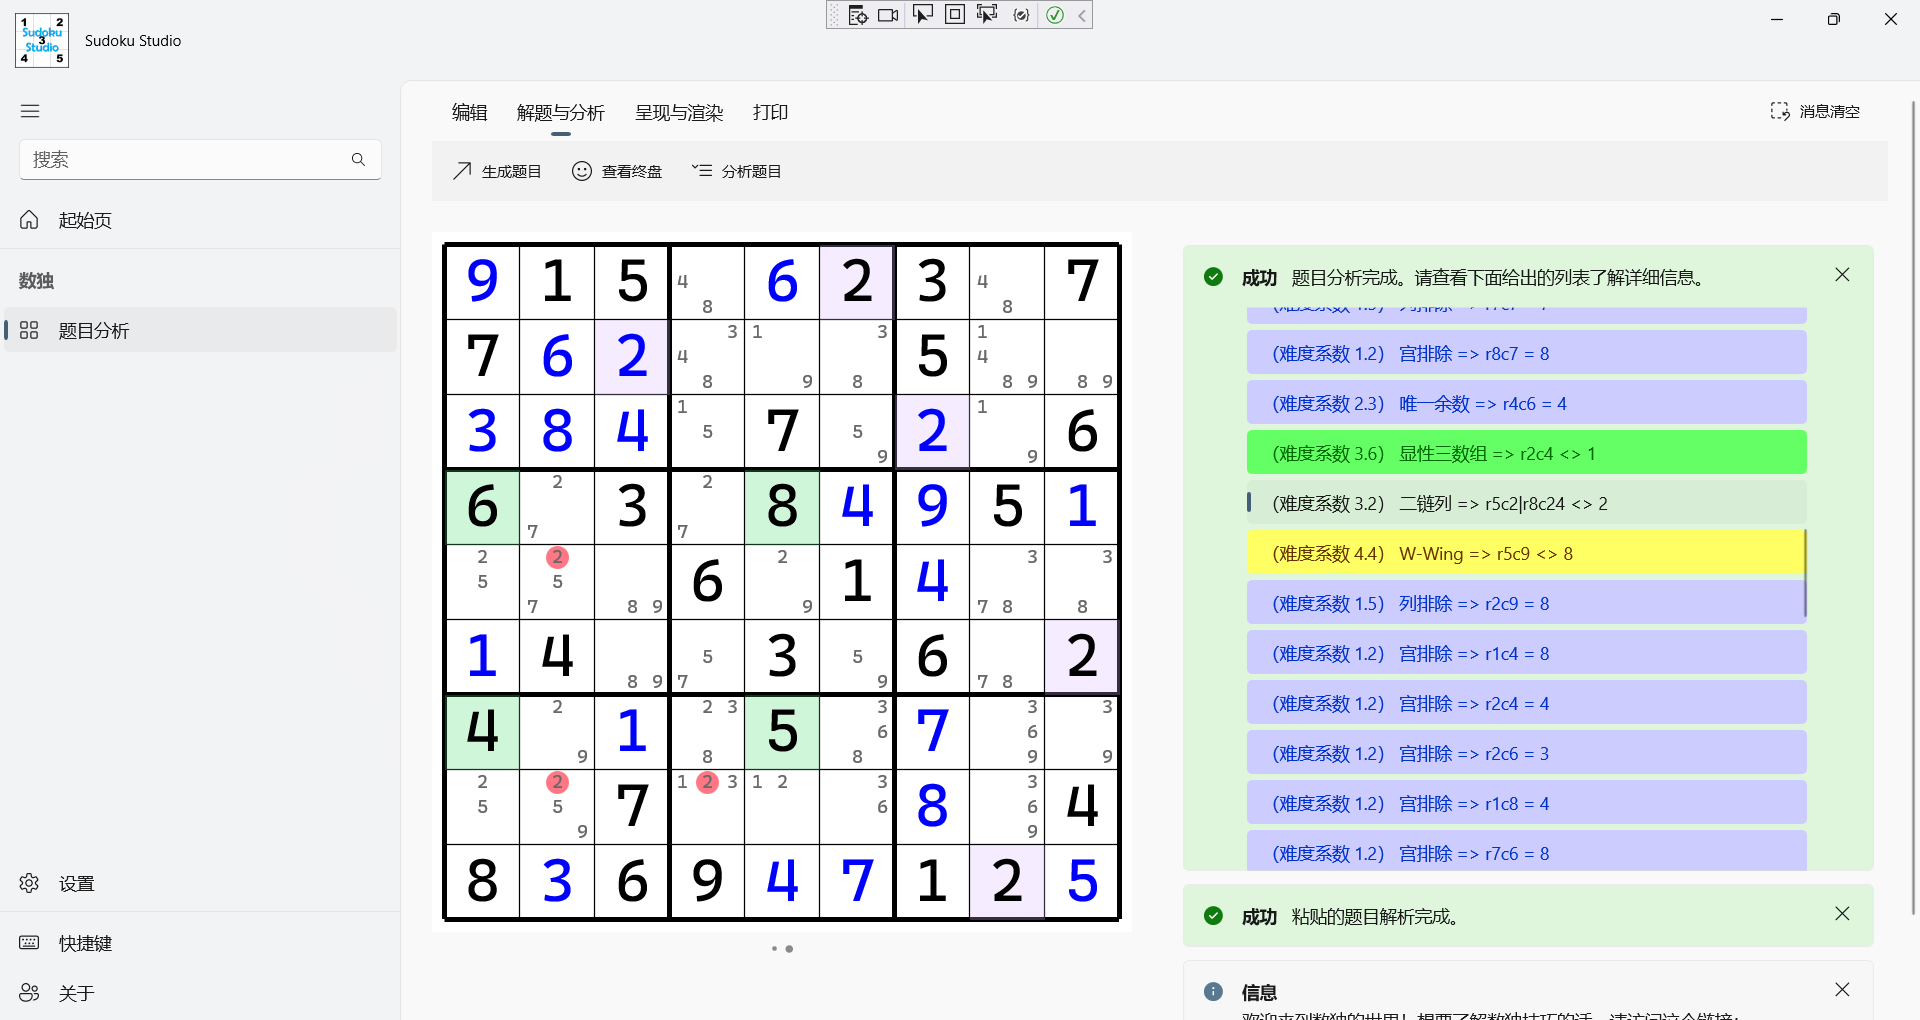 1 2
Sudoku
3
Studio
4 5
Sudoku Studio
搜索
起始页
数独
题目分析
设置
快捷键
关于
编辑 解题与分析 呈现与渲染 打印
消息清空
生成题目 查看终盘 分析题目
9 1 5 4 8 6 2 3 4 8 7
7 6 2 3 4 8 1 9 3 8 5 1 4 8 9 8 9
3 8 4 1 5 7 5 9 2 1 9 6
6 2 7 3 2 7 8 4 9 5 1
2 5 2 5 7 8 9 6 2 9 1 4 3 7 8 3 8
1 4 8 9 5 7 3 5 9 6 7 8 2
4 2 9 1 2 3 8 5 3 6 8 7 3 6 9 3 9
2 5 2 5 9 7 1 2 3 1 2 3 6 8 3 6 9 4
8 3 6 9 4 7 1 2 5
成功 题目分析完成。请查看下面给出的列表了解详细信息。
(难度系数 1.2) 宫排除 => r8c7 = 8
(难度系数 2.3) 唯一余数 => r4c6 = 4
(难度系数 3.6) 显性三数组 => r2c4 <> 1
(难度系数 3.2) 二链列 => r5c2|r8c24 <> 2
(难度系数 4.4) W-Wing => r5c9 <> 8
(难度系数 1.5) 列排除 => r2c9 = 8
(难度系数 1.2) 宫排除 => r1c4 = 8
(难度系数 1.2) 宫排除 => r2c4 = 4
(难度系数 1.2) 宫排除 => r2c6 = 3
(难度系数 1.2) 宫排除 => r1c8 = 4
(难度系数 1.2) 宫排除 => r7c6 = 8
成功 粘贴的题目解析完成。
信息